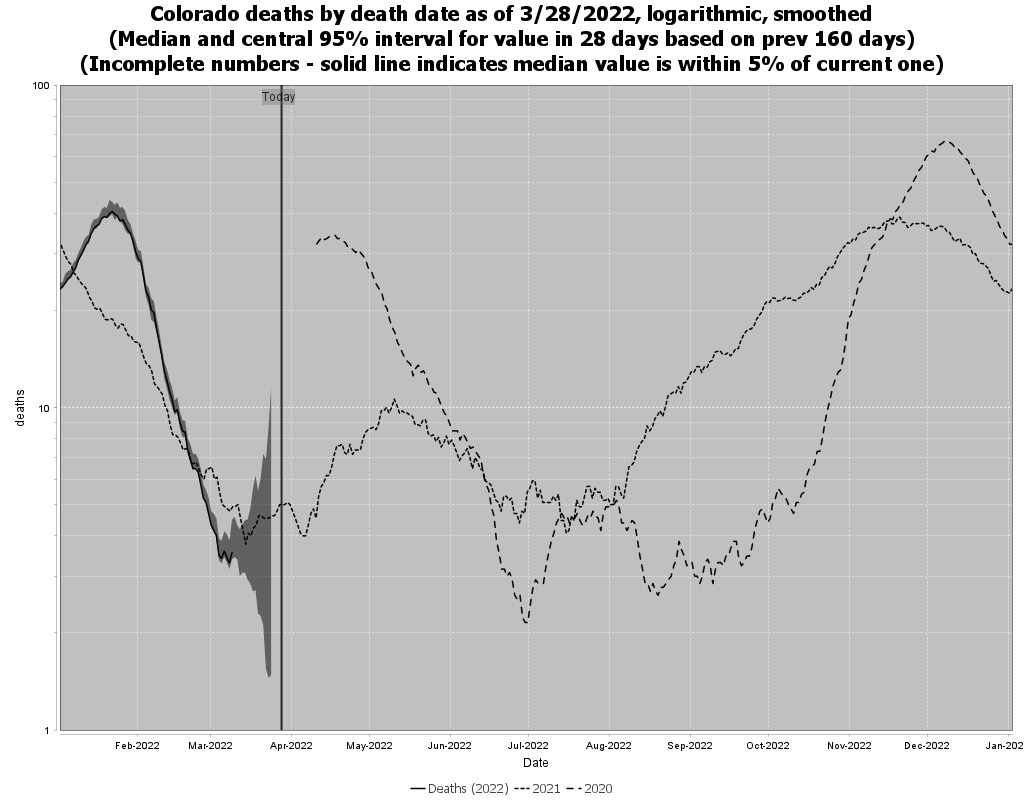 Colorado deaths by death date as of 3/28/2022, logarithmic, smoothed
(Median and central 95% interval for value in 28 days based on prev 160 days)
(Incomplete numbers - solid line indicates median value is within 5% of current one)
100
Today
10
deaths
1
Feb-2022 Mar-2022 Apr-2022 May-2022 Jun-2022 Jul-2022 Aug-2022 Sep-2022 Oct-2022 Nov-2022 Dec-2022 Jan-202
Date
Deaths (2022) 2021 2020